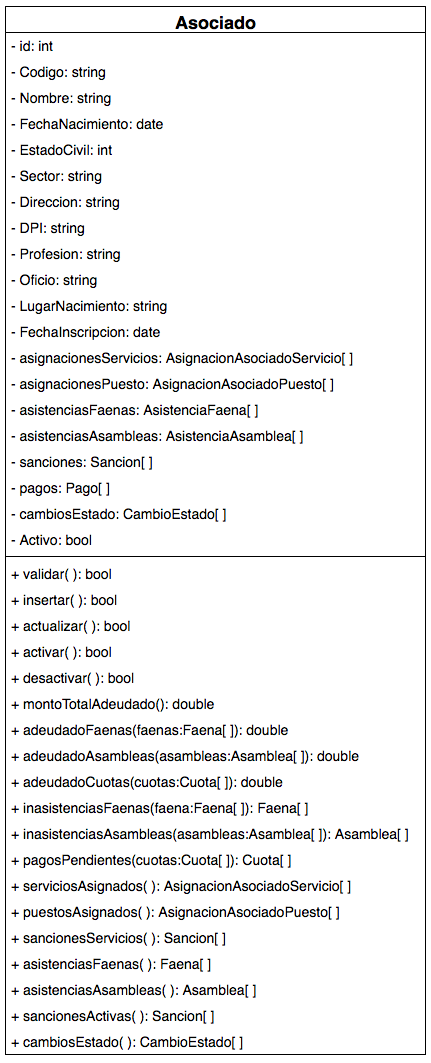 Asociado
- id: int
- Codigo: string
- Nombre: string
- FechaNacimiento: date
- EstadoCivil: int
- Sector: string
- Direccion: string
- DPI: string
- Profesion: string
- Oficio: string
- LugarNacimiento: string
- FechaInscripcion: date
- asignacionesServicios: AsignacionAsociadoServicio[ ]
- asignacionesPuesto: AsignacionAsociadoPuesto[ ]
- asistenciasFaenas: AsistenciaFaena[ ]
- asistenciasAsambleas: AsistenciaAsamblea[ ]
- sanciones: Sancion[ ]
- pagos: Pago[ ]
- cambiosEstado: CambioEstado[ ]
- Activo: bool
+ validar( ): bool
+ insertar( ): bool
+ actualizar( ): bool
+ activar( ): bool
+ desactivar( ): bool
+ montoTotalAdeudado(): double
+ adeudadoFaenas(faenas:Faena[ ]): double
+ adeudadoAsambleas(asambleas:Asamblea[ ]): double
+ adeudadoCuotas(cuotas:Cuota[ ]): double
+ inasistenciasFaenas(faena:Faena[ ]): Faena[ ]
+ inasistenciasAsambleas(asambleas:Asamblea[ ]): Asamblea[ ]
+ pagosPendientes(cuotas:Cuota[ ]): Cuota[ ]
+ serviciosAsignados( ): AsignacionAsociadoServicio[ ]
+ puestosAsignados( ): AsignacionAsociadoPuesto[ ]
+ sancionesServicios( ): Sancion[ ]
+ asistenciasFaenas( ): Faena[ ]
+ asistenciasAsambleas( ): Asamblea[ ]
+ sancionesActivas( ): Sancion[ ]
+ cambiosEstado( ): CambioEstado[ ]